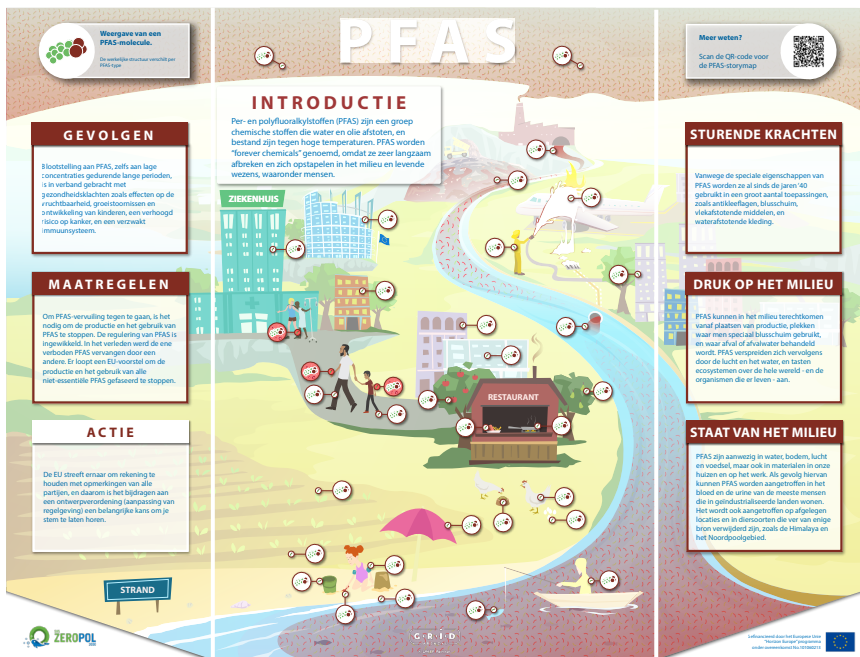 Weergave van een
PFAS-molecule.
De werkelijke structuur verschilt per
PFAS-type
PFAS
Meer weten?
Scan de QR-code voor
de PFAS-storymap
INTRODUCTIE
Per- en polyfluoralkylstoffen (PFAS) zijn een groep
chemische stoffen die water en olie afstoten, en
bestand zijn tegen hoge temperaturen. PFAS worden
“forever chemicals” genoemd, omdat ze zeer langzaam
afbreken en zich opstapelen in het milieu en levende
wezens, waaronder mensen.
GEVOLGEN
Blootstelling aan PFAS, zelfs aan lage
concentraties gedurende lange perioden,
is in verband gebracht met
gezondheidsklachten zoals effecten op de
vruchtbaarheid, groeistoornissen en
ontwikkeling van kinderen, een verhoogd
risico op kanker, en een verzwakt
immuunsysteem.
MAATREGELEN
Om PFAS-vervuiling tegen te gaan, is het
nodig om de productie en het gebruik van
PFAS te stoppen. De regulering van PFAS is
ingewikkeld. In het verleden werd de ene
verboden PFAS vervangen door een
andere. Er loopt een EU-voorstel om de
productie en het gebruik van alle
niet-essentiële PFAS gefaseerd te stoppen.
ACTIE
De EU streeft ernaar om rekening te
houden met opmerkingen van alle
partijen, en daarom is het bijdragen aan
een ontwerpverordening (aanpassing van
regelgeving) een belangrijke kans om je
stem te laten horen.
STRAND
ZIEKENHUIS
RESTAURANT
STURENDE KRACHTEN
Vanwege de speciale eigenschappen van
PFAS worden ze al sinds de jaren '40
gebruikt in een groot aantal toepassingen,
zoals antikleeflagen, blusschuim,
vlekafstotende middelen, en
waterafstotende kleding.
DRUK OP HET MILIEU
PFAS kunnen in het milieu terechtkomen
vanaf plaatsen van productie, plekken
waar men speciaal blusschuim gebruikt,
en waar afval of afvalwater behandeld
wordt. PFAS verspreiden zich vervolgens
door de lucht en het water, en tasten
ecosystemen over de hele wereld - en de
organismen die er leven - aan.
STAAT VAN HET MILIEU
PFAS zijn aanwezig in water, bodem, lucht
en voedsel, maar ook in materialen in onze
huizen en op het werk. Als gevolg hiervan
kunnen PFAS worden aangetroffen in het
bloed en de urine van de meeste mensen
die in geïndustrialiseerde landen wonen.
Het wordt ook aangetroffen op afgelegen
locaties en in diersoorten die ver van enige
bron verwijderd zijn, zoals de Himalaya en
het Noordpoolgebied.
ZEROPOL
GRID
(efinancierd door het Europese Unie
"Horizon Europe" programma
onder overeenkomst No.101060213